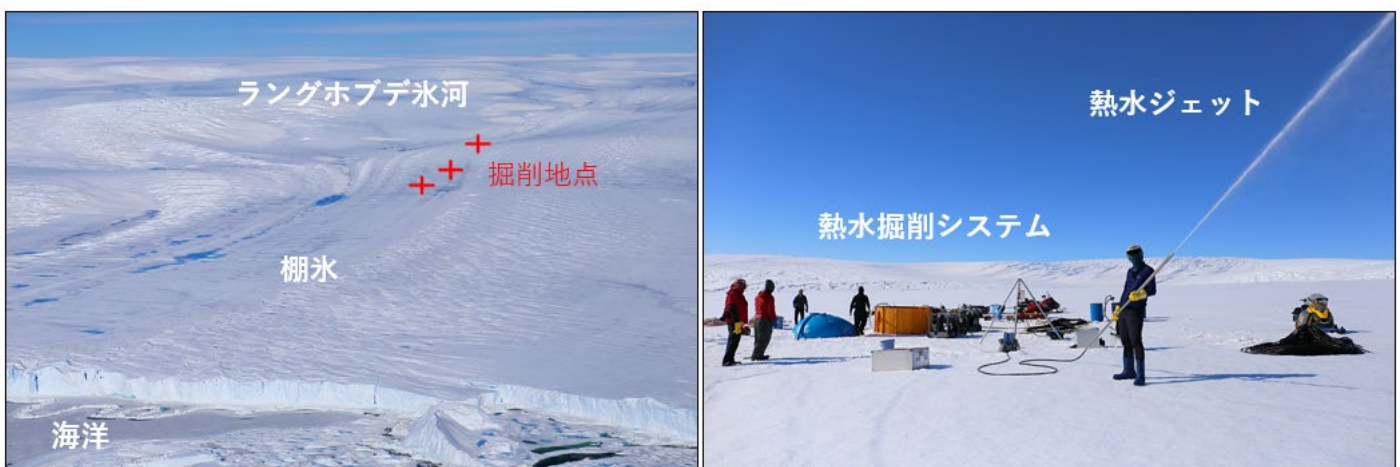 ラングホブデ氷河
掘削地点
棚氷
海洋
熱水ジェット
熱水掘削システム